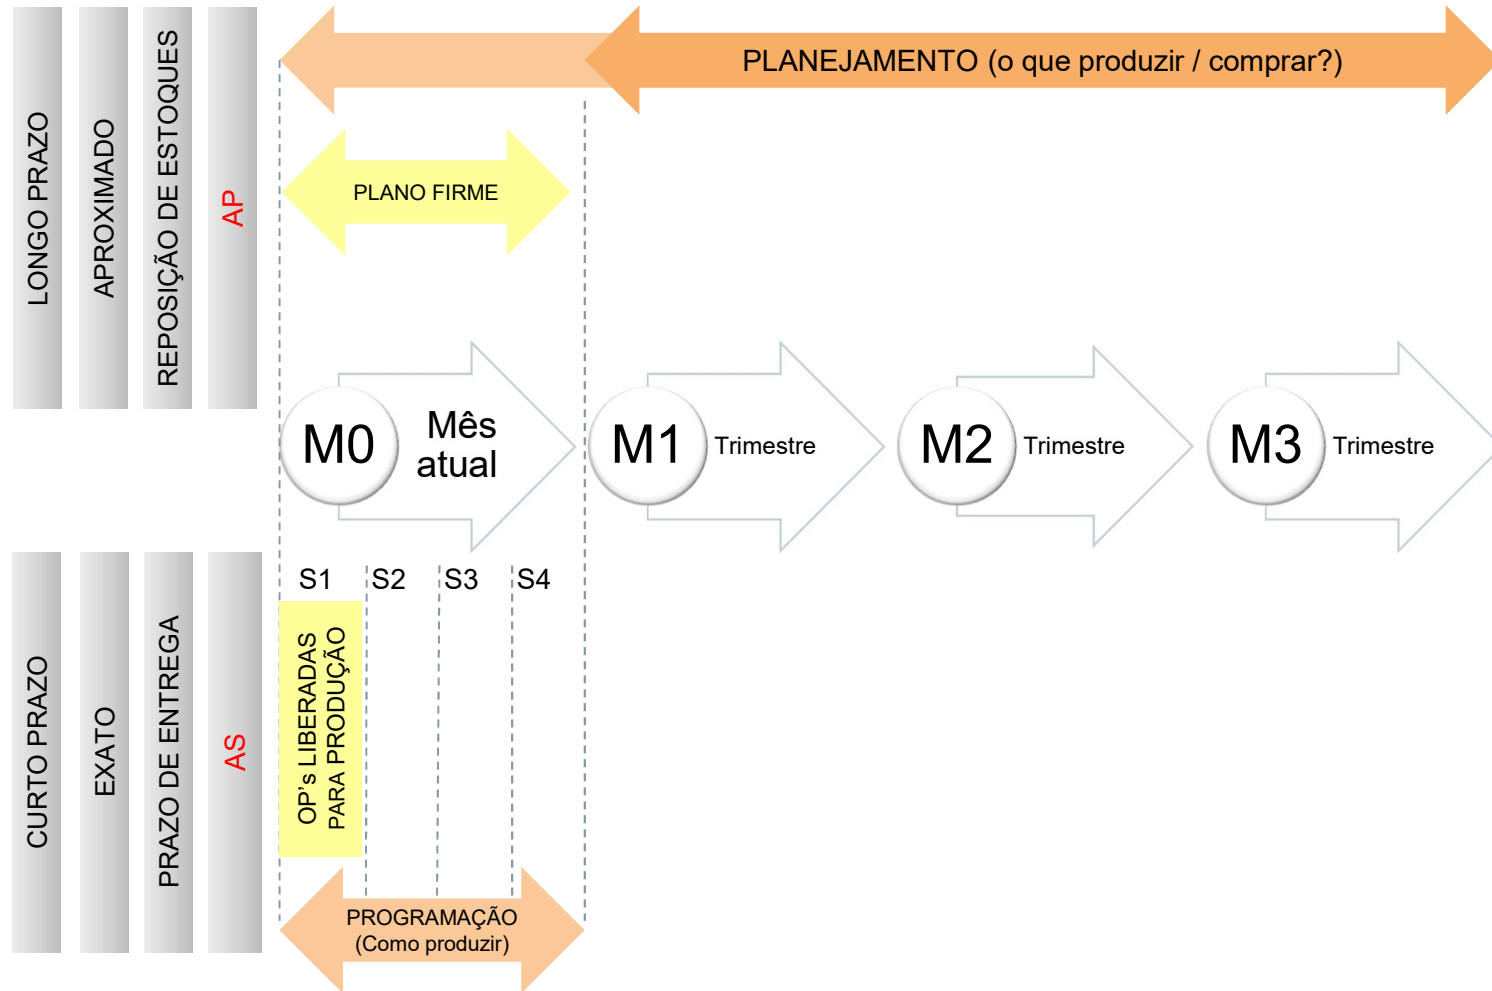 LONGO PRAZO
APROXIMADO
REPOSIÇÃO DE ESTOQUES
AP
PLANEJAMENTO (o que produzir / comprar?)
PLANO FIRME
M0
Mês
atual
M1
Trimestre
M2
Trimestre
M3
Trimestre
CURTO PRAZO
EXATO
PRAZO DE ENTREGA
AS
S1
S2
S3
S4
OP's LIBERADAS
PARA PRODUÇÃO
PROGRAMAÇÃO
(Como produzir)